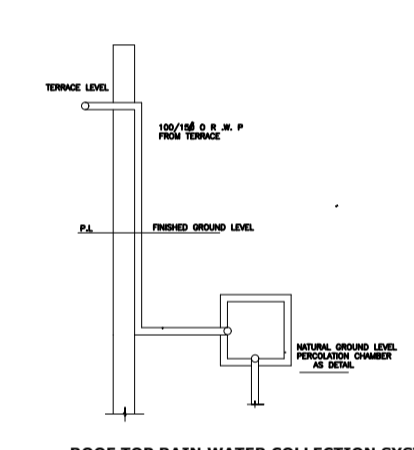 TERRACE LEVEL
100/150 O R .W. P
FROM TERRACE
P.L
FINISHED GROUND LEVEL
NATURAL GROUND LEVEL
PERCOLATION CHAMBER
AS DETAIL
ROOF TOP RAIN WATER COLLECTION